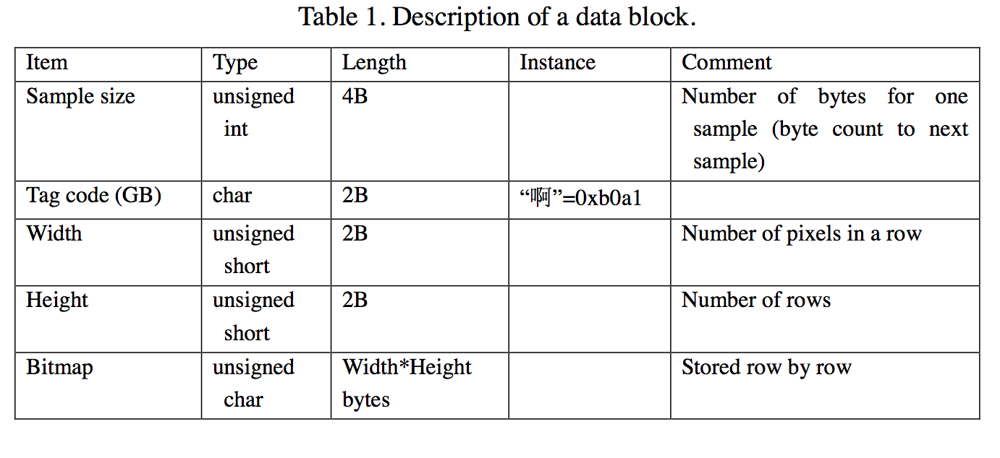 Table 1. Description of a data block.
Item Type Length Instance Comment
Sample size unsigned int 4B Number of bytes for one sample (byte count to next sample)
Tag code (GB) char 2B “啊”=0xb0a1
Width unsigned short 2B Number of pixels in a row
Height unsigned short 2B Number of rows
Bitmap unsigned char Width*Height bytes Stored row by row